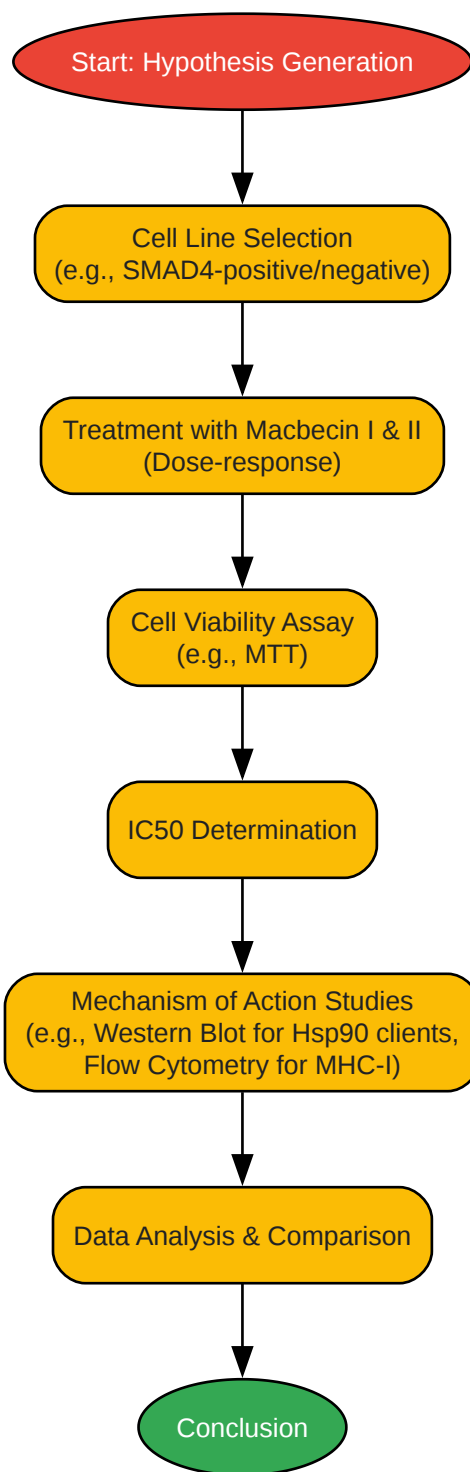 Start: Hypothesis Generation
Cell Line Selection
(e.g., SMAD4-positive/negative)
Treatment with Macbecin I & II
(Dose-response)
Cell Viability Assay
(e.g., MTT)
IC50 Determination
Mechanism of Action Studies
(e.g., Western Blot for Hsp90 clients,
Flow Cytometry for MHC-I)
Data Analysis & Comparison
Conclusion